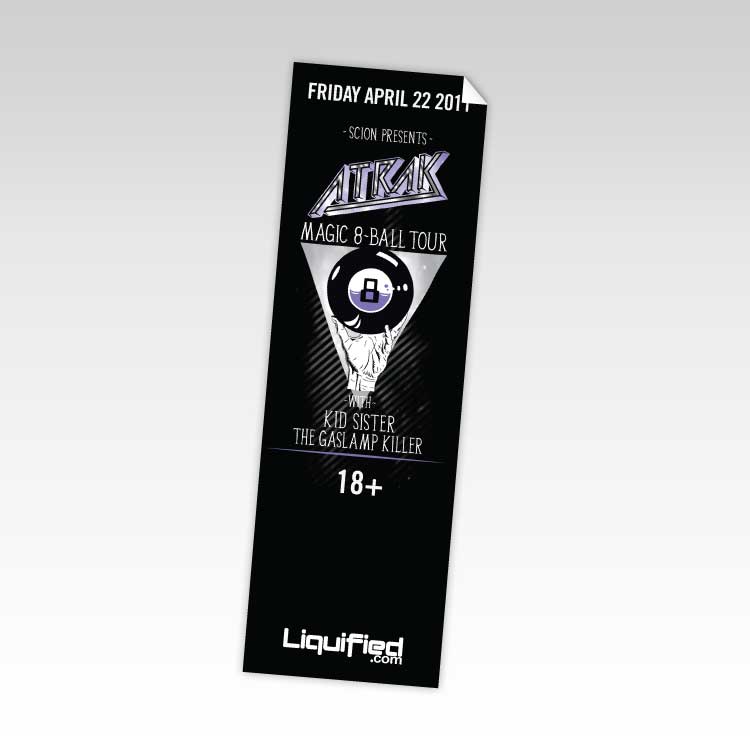 FRIDAY APRIL 22 2011
-SCION PRESENTS-
ATRAK
MAGIC 8-BALL TOUR
8
-WITH-
KID SISTER
THE GASLAMP KILLER
18+
Liquified
.com